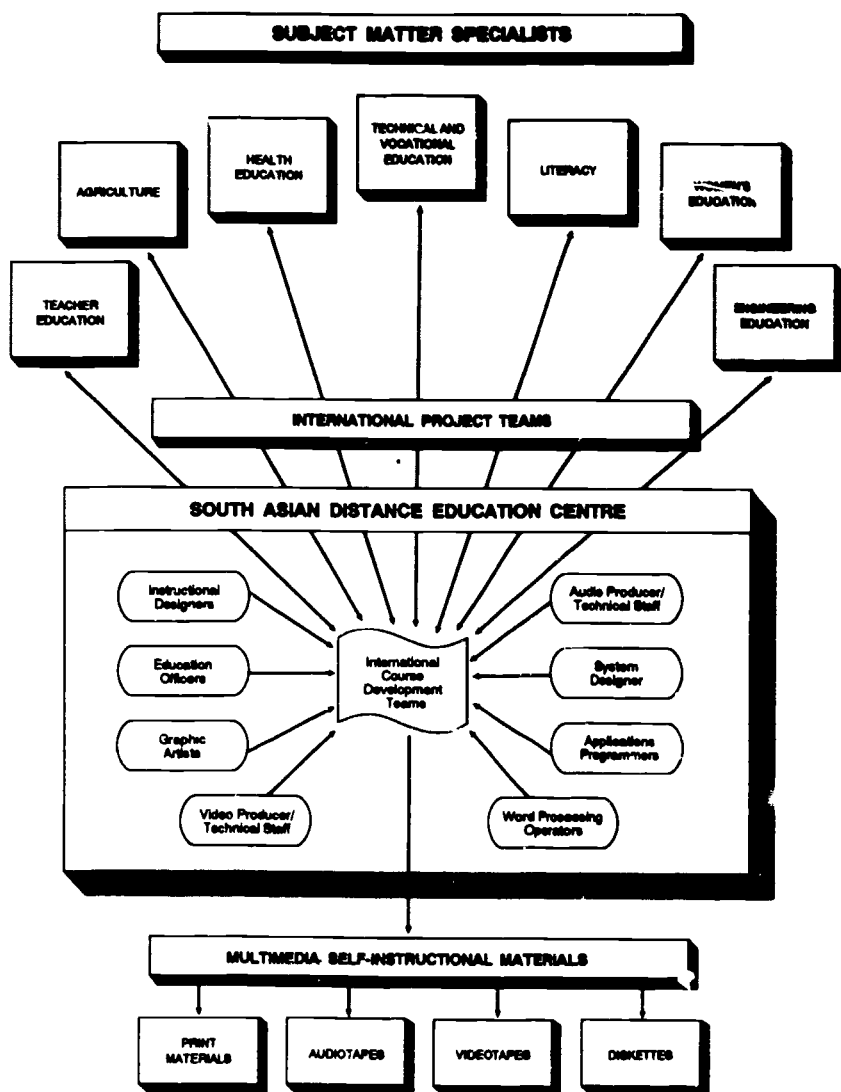 SUBJECT MATTER SPECIALISTS
TECHNICAL AND
VOCATIONAL
EDUCATION
HEALTH
EDUCATION
LITERACY
AGRICULTURE
WOMEN'S
EDUCATION
TEACHER
EDUCATION
ENGINEERING
EDUCATION
INTERNATIONAL PROJECT TEAMS
SOUTH ASIAN DISTANCE EDUCATION CENTRE
Instructional
Designers
Audio Producer/
Technical Staff
Education
Officers
International
Course
Development
Teams
System
Designer
Graphic
Artists
Applications
Programmers
Video Producer/
Technical Staff
Word Processing
Operators
MULTIMEDIA SELF-INSTRUCTIONAL MATERIALS
PRINT
MATERIALS
AUDIOTAPES
VIDEOTAPES
DISKETTES